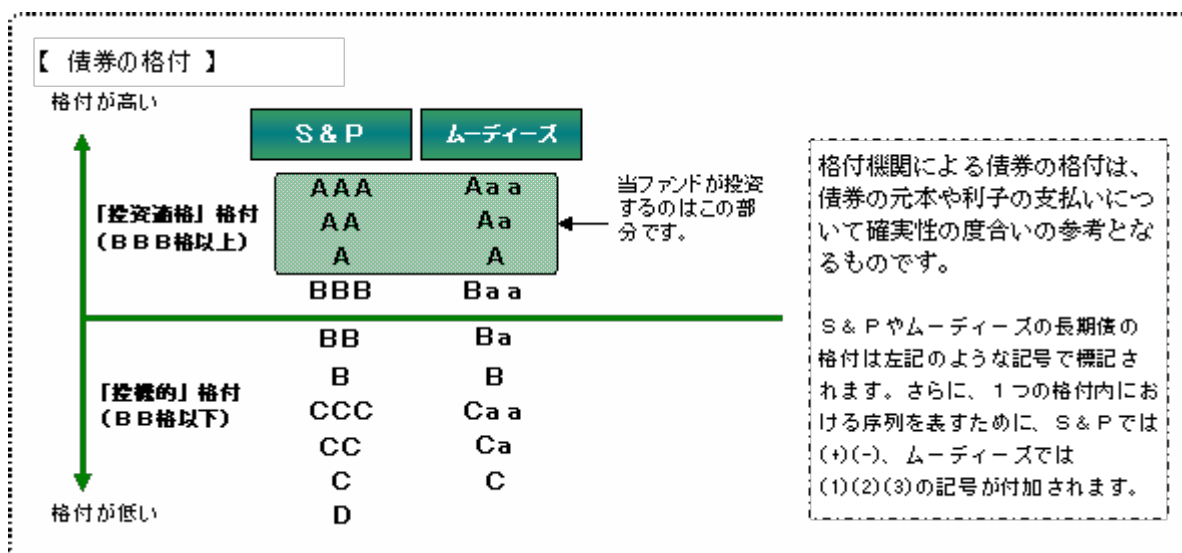 【 債券の格付 】
格付が高い
S & P ムーディーズ
AAA Aaa
AA Aa
A A
BBB Baa
「投資適格」格付
(BBB格以上)
当ファンドが投資
するのはこの部
分です。
BB Ba
B B
CCC Caa
CC Ca
C C
D
「投機的」格付
(BB格以下)
格付が低い
格付機関による債券の格付は、
債券の元本や利子の支払いにつ
いて確実性の度合いの参考とな
るものです。
S&Pやムーディーズの長期債の
格付は左記のような記号で標記さ
れます。さらに、1つの格付内にお
ける序列を表すために、S&Pでは
(+)(-)、ムーディーズでは
(1)(2)(3)の記号が付加されます。